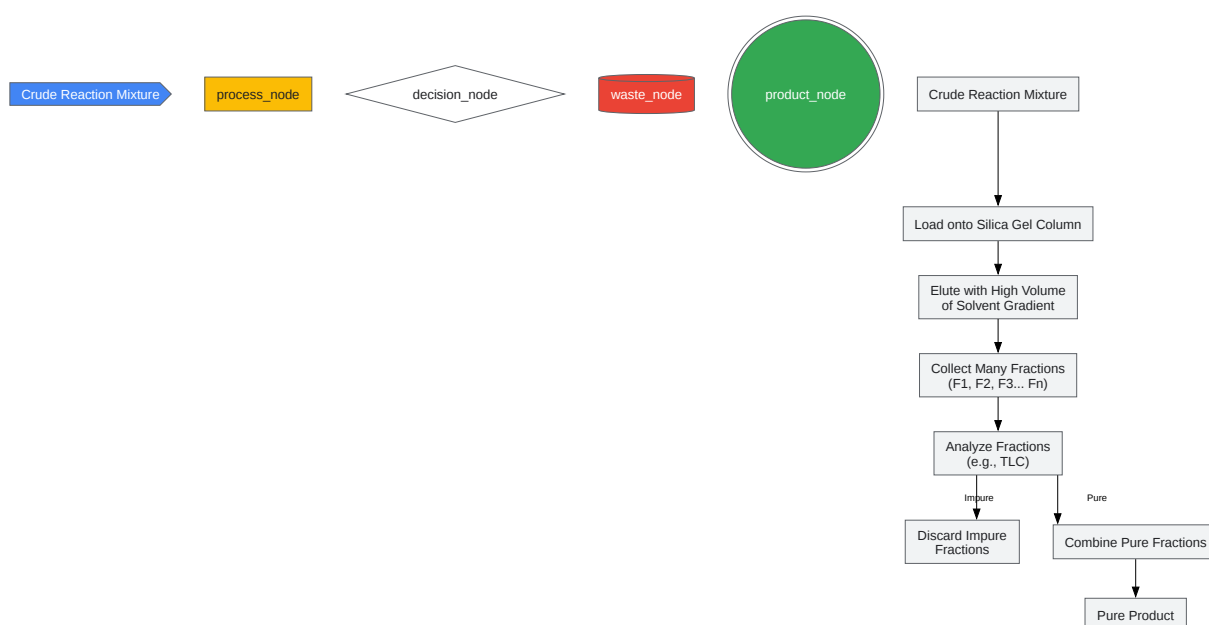 Crude Reaction Mixture
process_node
decision_node
waste_node
product_node
Crude Reaction Mixture
Load onto Silica Gel Column
Elute with High Volume
of Solvent Gradient
Collect Many Fractions
(F1, F2, F3... Fn)
Analyze Fractions
(e.g., TLC)
Impure
Pure
Discard Impure
Fractions
Combine Pure Fractions
Pure Product